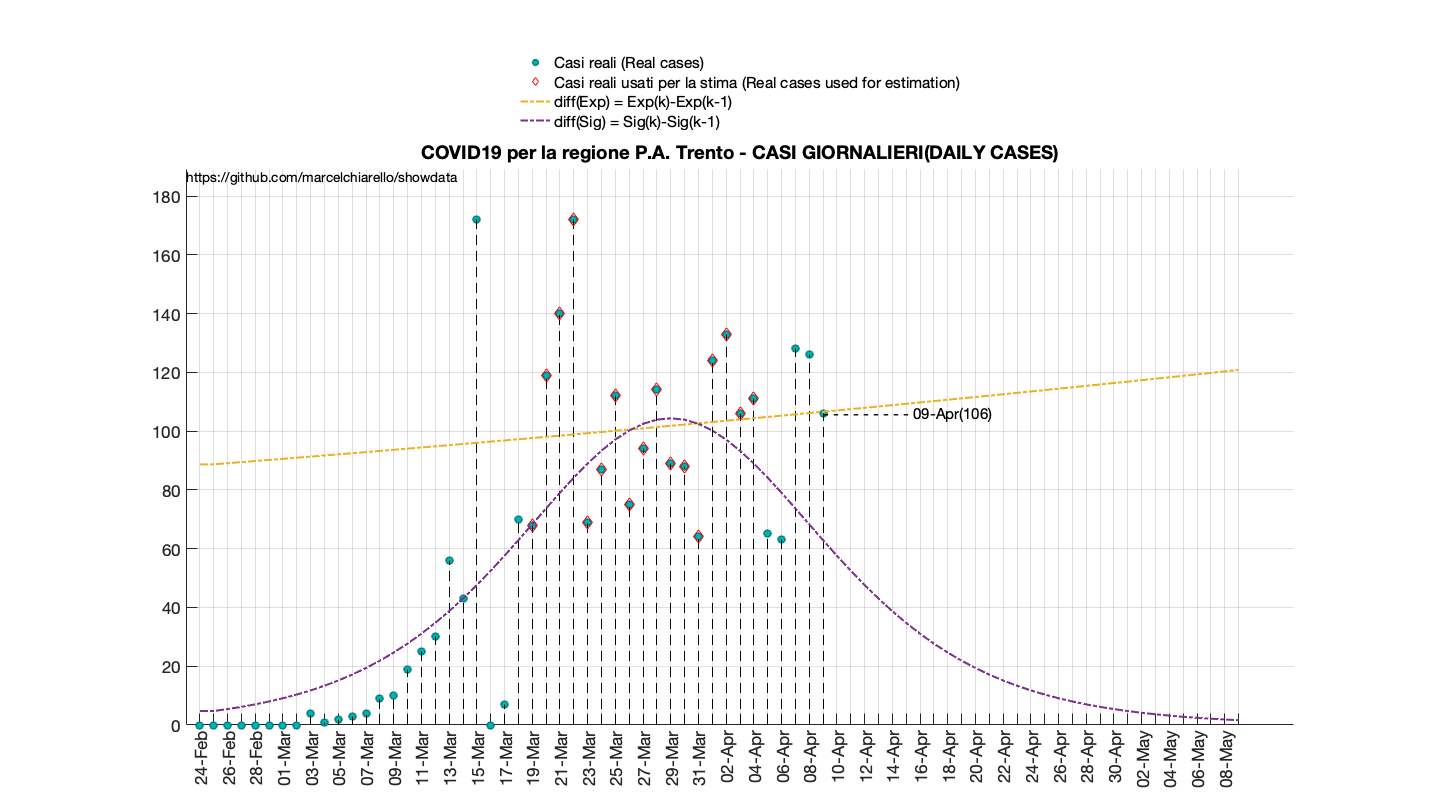 Casi reali (Real cases)
Casi reali usati per la stima (Real cases used for estimation)
diff(Exp) = Exp(k)-Exp(k-1)
diff(Sig) = Sig(k)-Sig(k-1)
COVID19 per la regione P.A. Trento - CASI GIORNALIERI(DAILY CASES)
https://github.com/marcelchiarello/showdata
180
160
140
120
100
80
60
40
20
0
09-Apr(106)
24-Feb
26-Feb
28-Feb
01-Mar
03-Mar
05-Mar
07-Mar
09-Mar
11-Mar
13-Mar
15-Mar
17-Mar
19-Mar
21-Mar
23-Mar
25-Mar
27-Mar
29-Mar
31-Mar
02-Apr
04-Apr
06-Apr
08-Apr
10-Apr
12-Apr
14-Apr
16-Apr
18-Apr
20-Apr
22-Apr
24-Apr
26-Apr
28-Apr
30-Apr
02-May
04-May
06-May
08-May